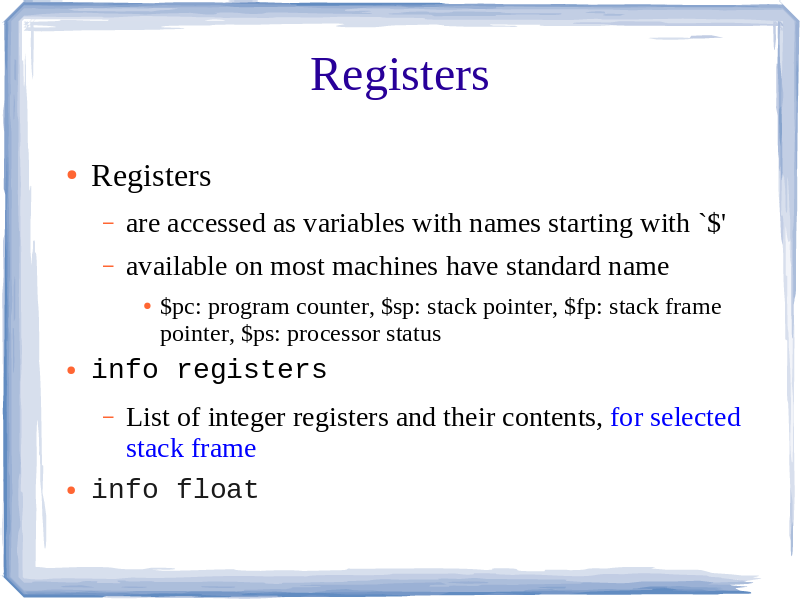 Registers
• Registers
– are accessed as variables with names starting with `$'
– available on most machines have standard name
• $pc: program counter, $sp: stack pointer, $fp: stack frame
pointer, $ps: processor status
• info registers
– List of integer registers and their contents, for selected
stack frame
• info float